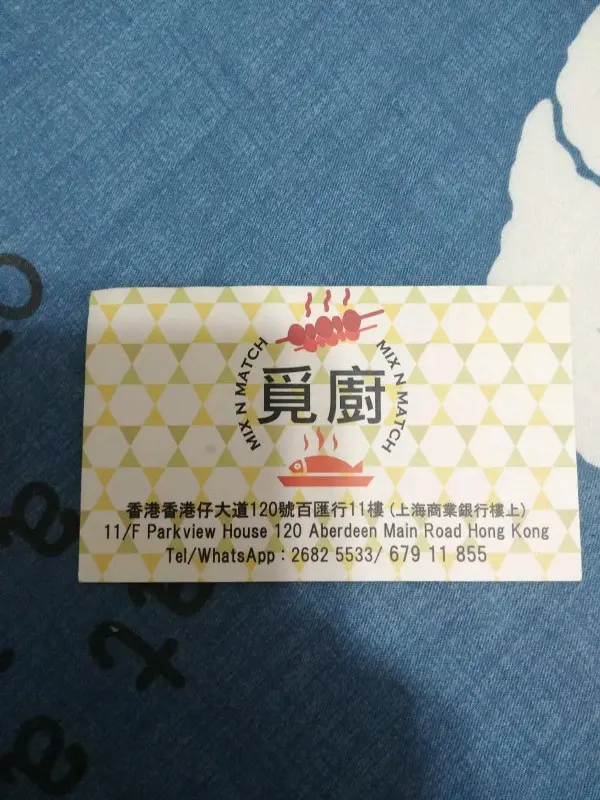 MIX N MATCH
MIX N MATCH
覓廚
香港香港仔大道120號百匯行11樓 (上海商業銀行樓上)
11/F Parkview House 120 Aberdeen Main Road Hong Kong
Tel/WhatsApp：2682 5533/ 679 11 855